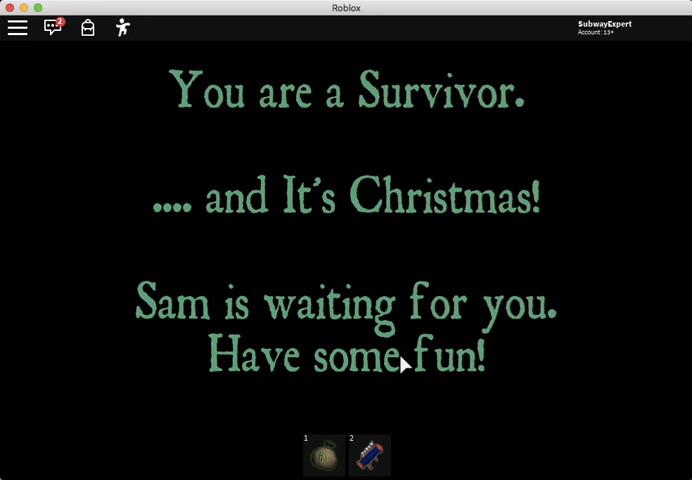 Roblox
2
SubwayExpert
Account: 13+
You are a Survivor.
.... and It's Christmas!
Sam is waiting for you.
Have some fun!
1
2